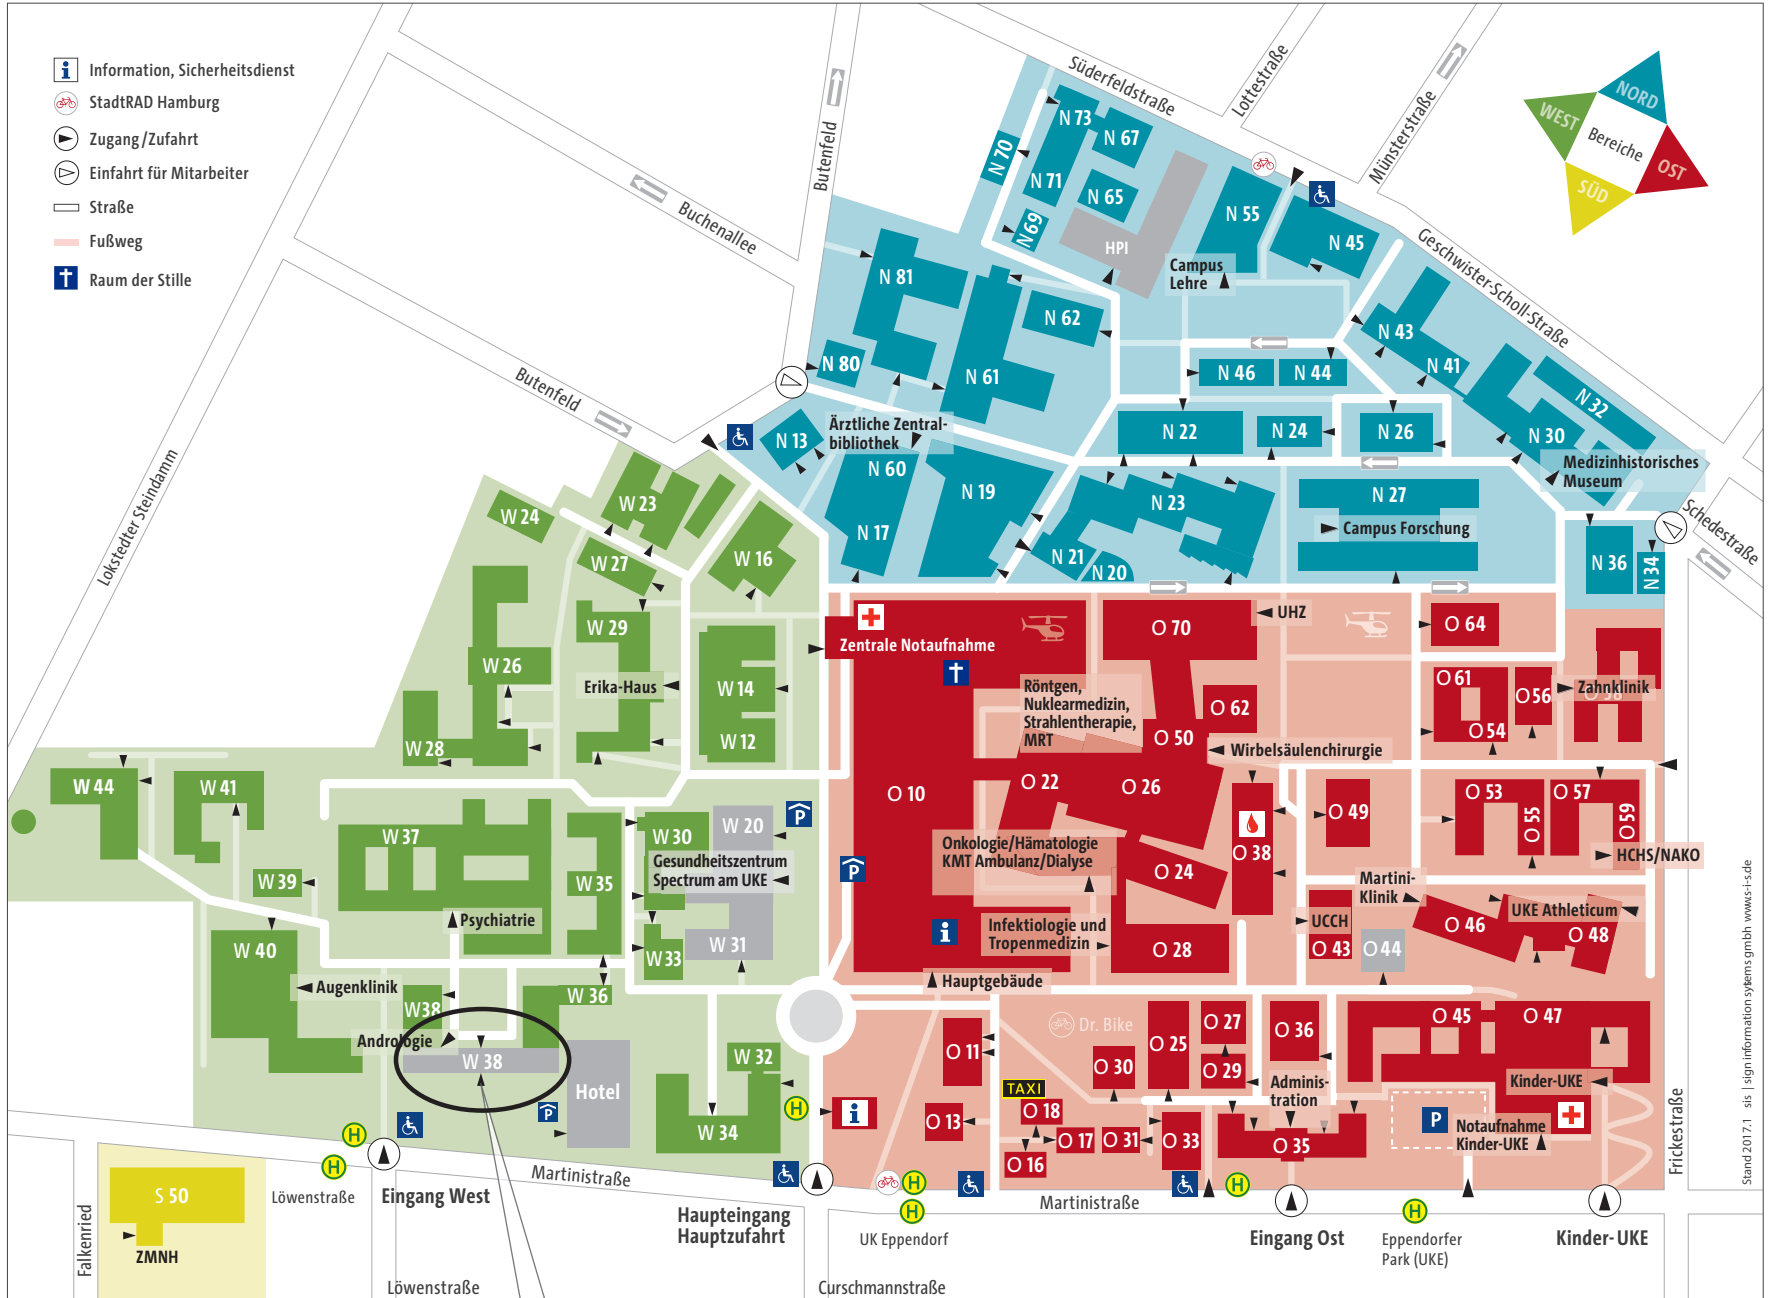 Information, Sicherheitsdienst
StadtRAD Hamburg
Zugang/Zufahrt
Einfahrt für Mitarbeiter
Straße
Fußweg
Raum der Stille
NORD
WEST
Bereiche
OST
SÜD
Süderfeldstraße
Lottestraße
Münsterstraße
Geschwister-Scholl-Straße
Schedestraße
Butenfeld
Buchenallee
Butenfeld
Lokstedter Steindamm
N 73
N 67
N 70
N 71
N 65
N 69
HPI
N 55
N 45
Campus
Lehre
N 81
N 62
N 80
N 61
N 43
N 41
N 46
N 44
N 32
N 30
N 22
N 24
N 26
N 13
Ärztliche Zentral-
bibliothek
N 60
N 19
N 17
N 23
N 27
Campus Forschung
Medizinhistorisches
Museum
N 21
N 20
N 36
N 34
W 23
W 24
W 27
W 16
W 29
W 26
W 28
Erika-Haus
W 14
W 12
W 44
W 41
W 37
W 35
W 30
W 20
P
Gesundheitszentrum
Spectrum am UKE
W 39
Psychiatrie
W 31
W 33
W 40
Augenklinik
W 36
W38
Andrologie
W 38
Hotel
P
W 32
W 34
Zentrale Notaufnahme
O 70
UHZ
O 64
O 61
O 56
O 54
Zahnklinik
Röntgen,
Nuklearmedizin,
Strahlentherapie,
MRT
O 62
O 50
Wirbelsäulenchirurgie
O 10
O 22
O 26
O 49
O 53
O 55
O 57
O 59
HCHS/NAKO
P
Onkologie/Hämatologie
KMT Ambulanz/Dialyse
O 24
O 38
Martini-
Klinik
UCCH
O 43
O 44
O 46
UKE Athleticum
O 48
i
Infektiologie und
Tropenmedizin
O 28
Hauptgebäude
Dr. Bike
O 11
O 25
O 27
O 29
O 30
O 36
O 45
O 47
Adminis-
tration
Kinder-UKE
TAXI
O 18
O 13
O 17
O 16
O 31
O 33
O 35
P
Notaufnahme
Kinder-UKE
i
H
H
H
H
H
H
H
S 50
ZMNH
Falkenried
Löwenstraße
Eingang West
Martinistraße
Haupteingang
Hauptzufahrt
UK Eppendorf
Martinistraße
Eingang Ost
Eppendorfer
Park (UKE)
Kinder-UKE
Frickestraße
Löwenstraße
Curschmannstraße
Stand 2017.1 sis | sign information systems gmbh www.s-i-s.de